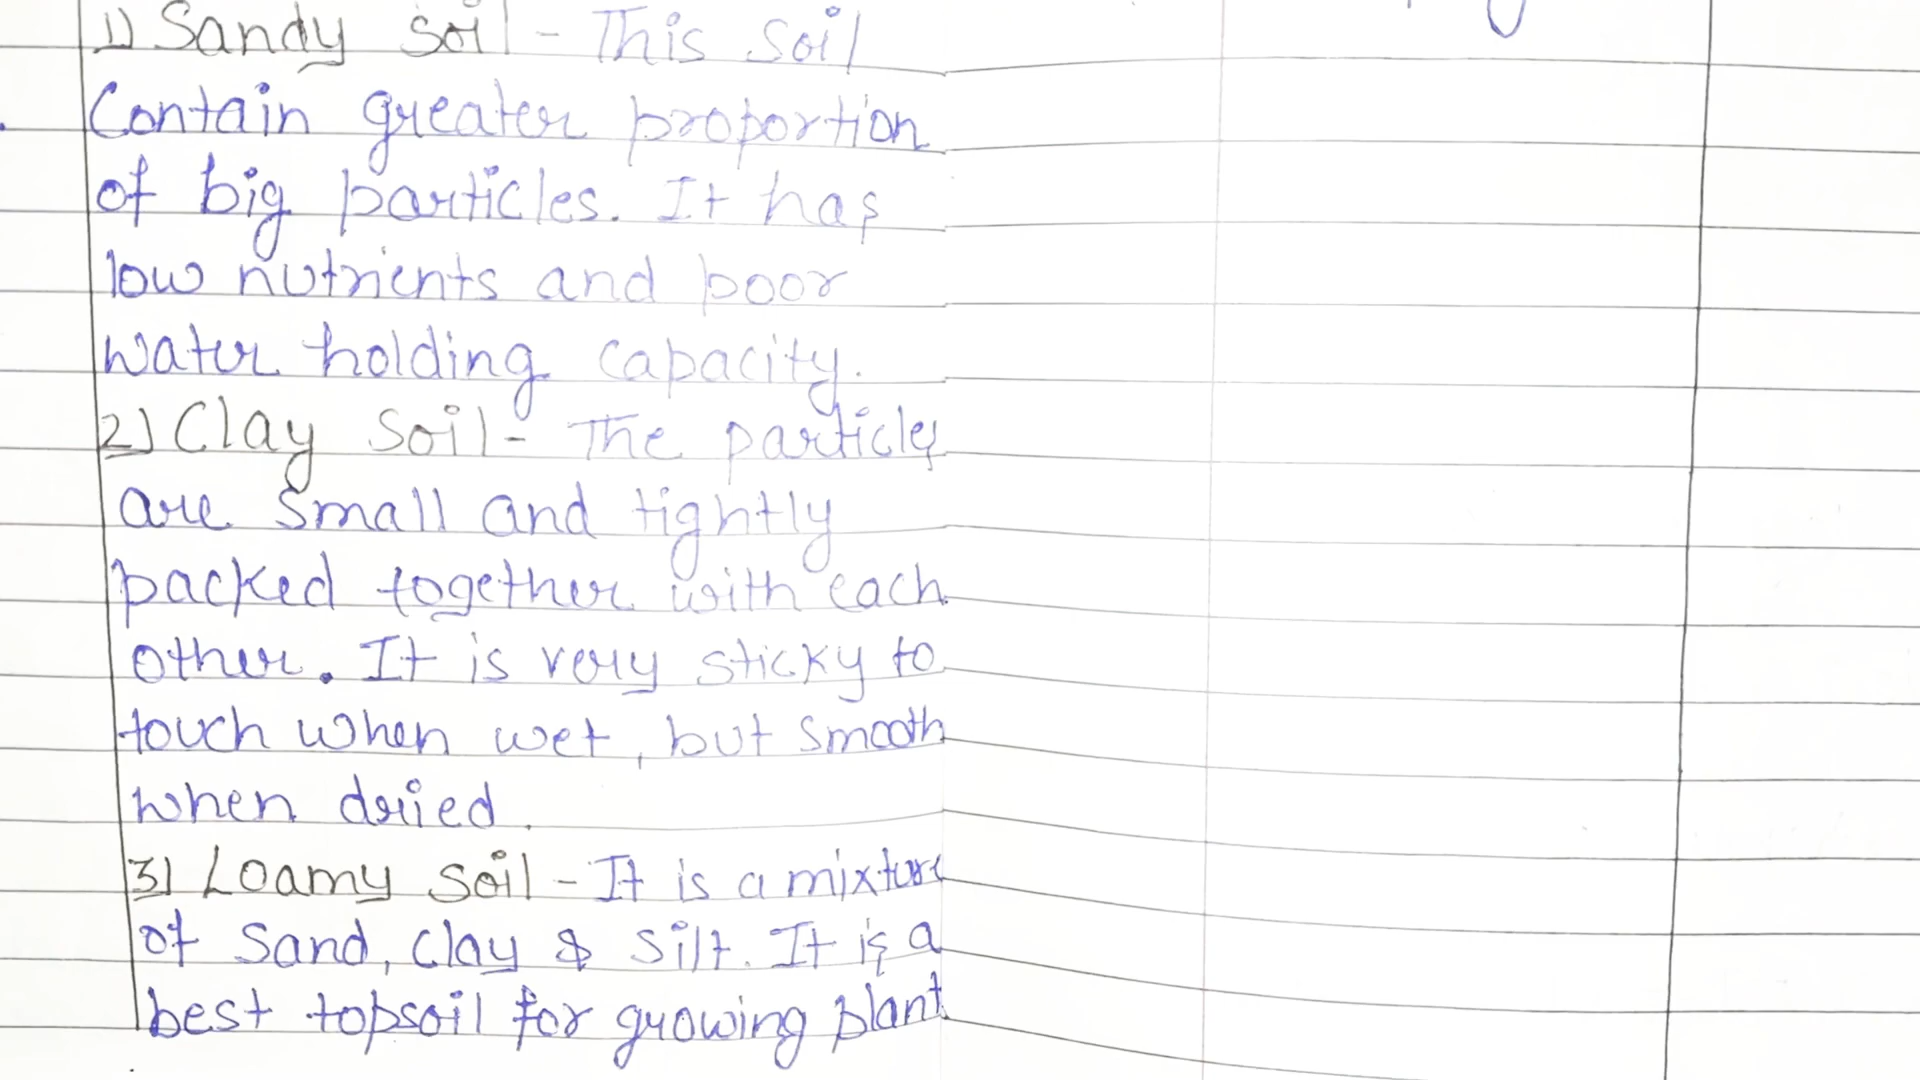 1) Sandy soil - This soil
Contain greater proportion
of big particles. It has
low nutrients and poor
water holding capacity.
2) Clay soil - The particles
are small and tightly
packed together with each
other. It is very sticky to
touch when wet, but smooth
when dried.
3) Loamy soil - It is a mixture
of sand, clay & silt. It is a
best topsoil for growing plant